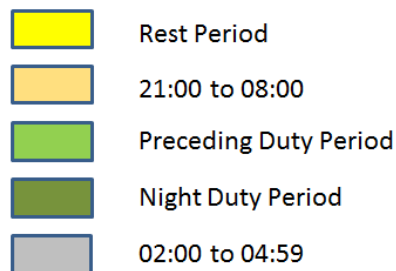 Rest Period
21:00 to 08:00
Preceding Duty Period
Night Duty Period
02:00 to 04:59